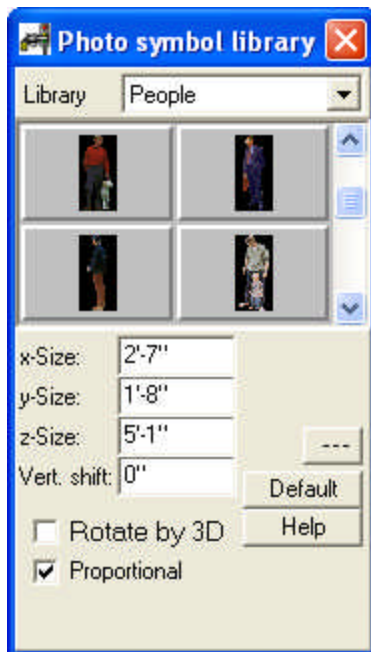 Photo symbol library
Library People
x-Size: 2'-7"
y-Size: 1'-8"
z-Size: 5'-1"
---
Vert. shift: 0"
Default
Rotate by 3D
Help
Proportional